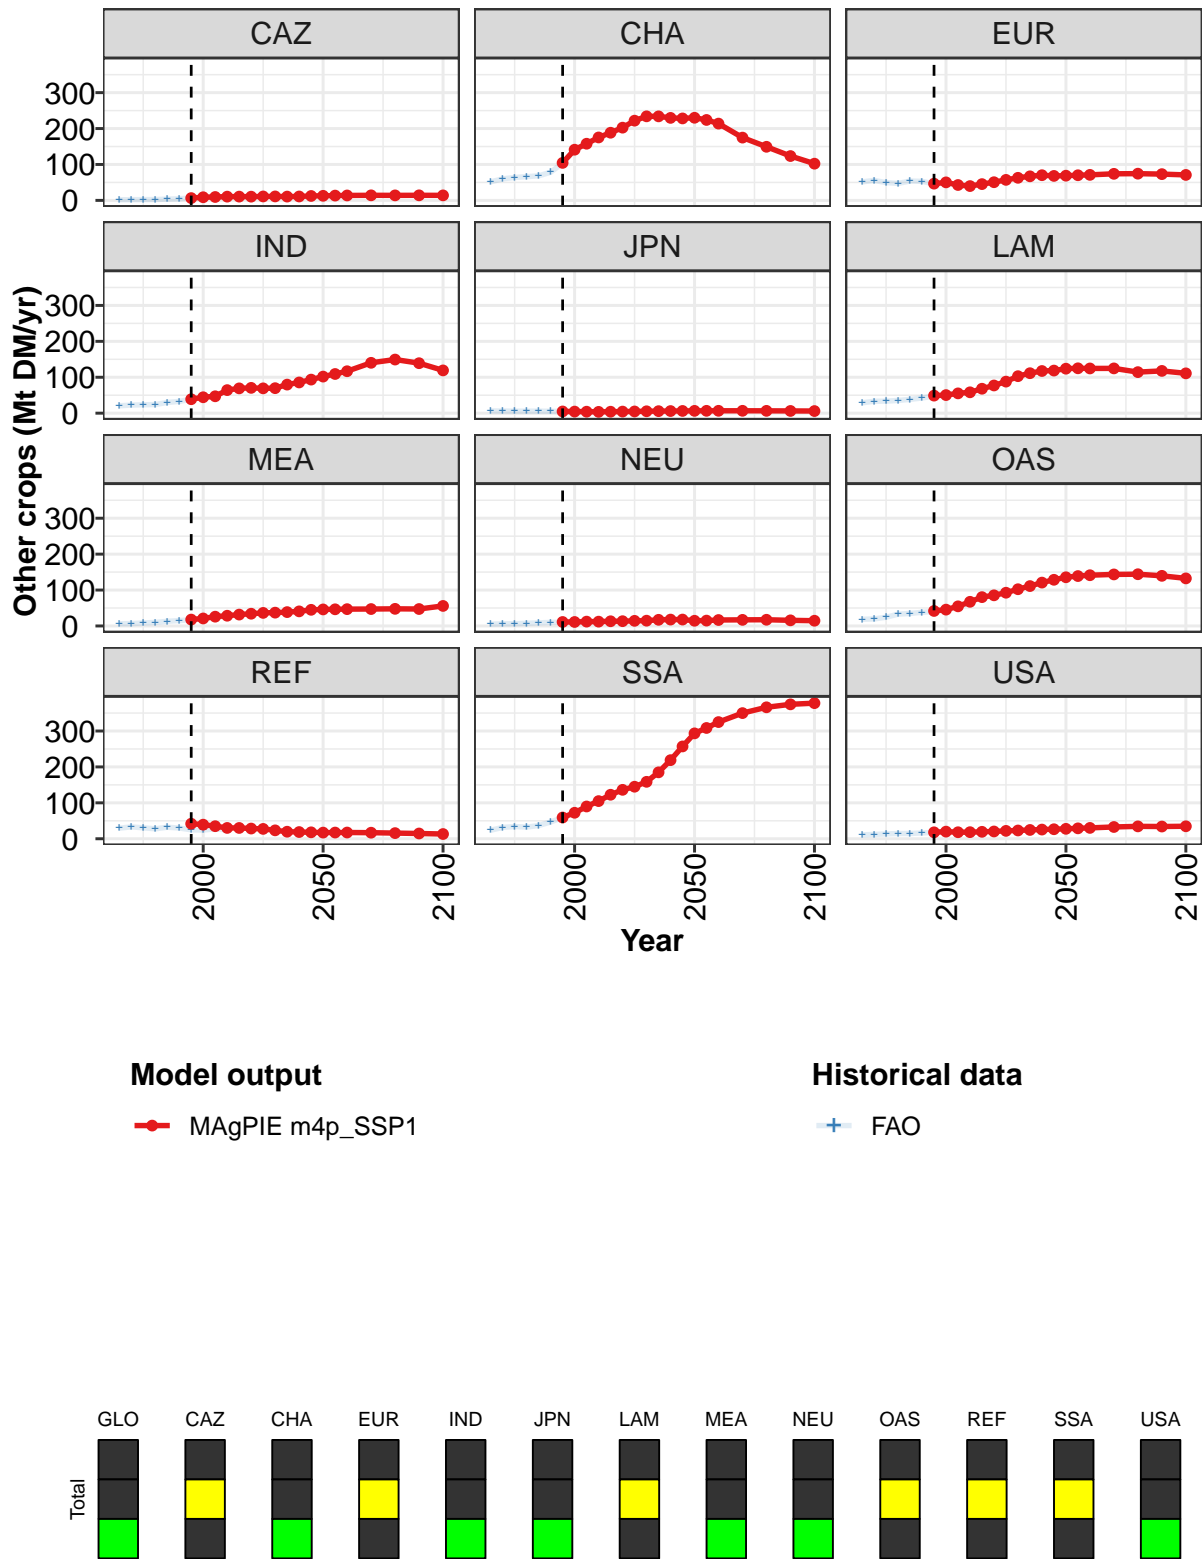 CAZ CHA EUR
300
200
100
0
IND JPN LAM
300
200
100
0
MEA NEU OAS
300
200
100
0
REF SSA USA
300
200
100
0
2000 2050 2100 2000 2050 2100 2000 2050 2100
Year
Other crops (Mt DM/yr)
Model output Historical data
MAgPIE m4p_SSP1 FAO
GLO CAZ CHA EUR IND JPN LAM MEA NEU OAS REF SSA USA
Total